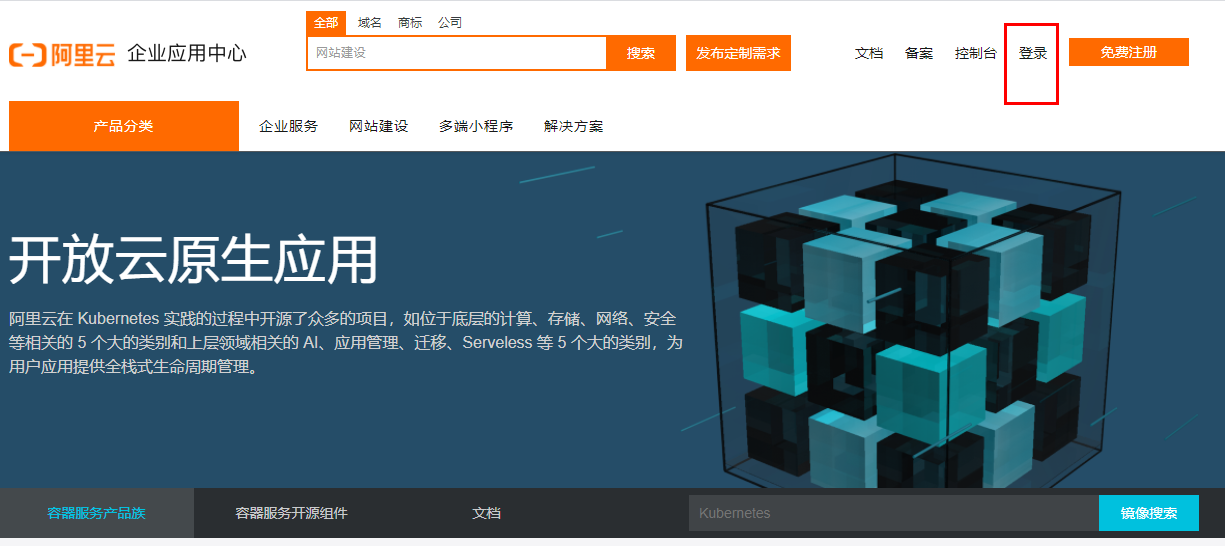 全部 域名 商标 公司
阿里云 企业应用中心 网站建设 搜索 发布定制需求 文档 备案 控制台 登录 免费注册
产品分类 企业服务 网站建设 多端小程序 解决方案
开放云原生应用
阿里云在 Kubernetes 实践的过程中开源了众多的项目，如位于底层的计算、存储、网络、安全
等相关的 5 个大的类别和上层领域相关的 AI、应用管理、迁移、Serveless 等 5 个大的类别，为
用户应用提供全栈式生命周期管理。
容器服务产品族 容器服务开源组件 文档 Kubernetes 镜像搜索